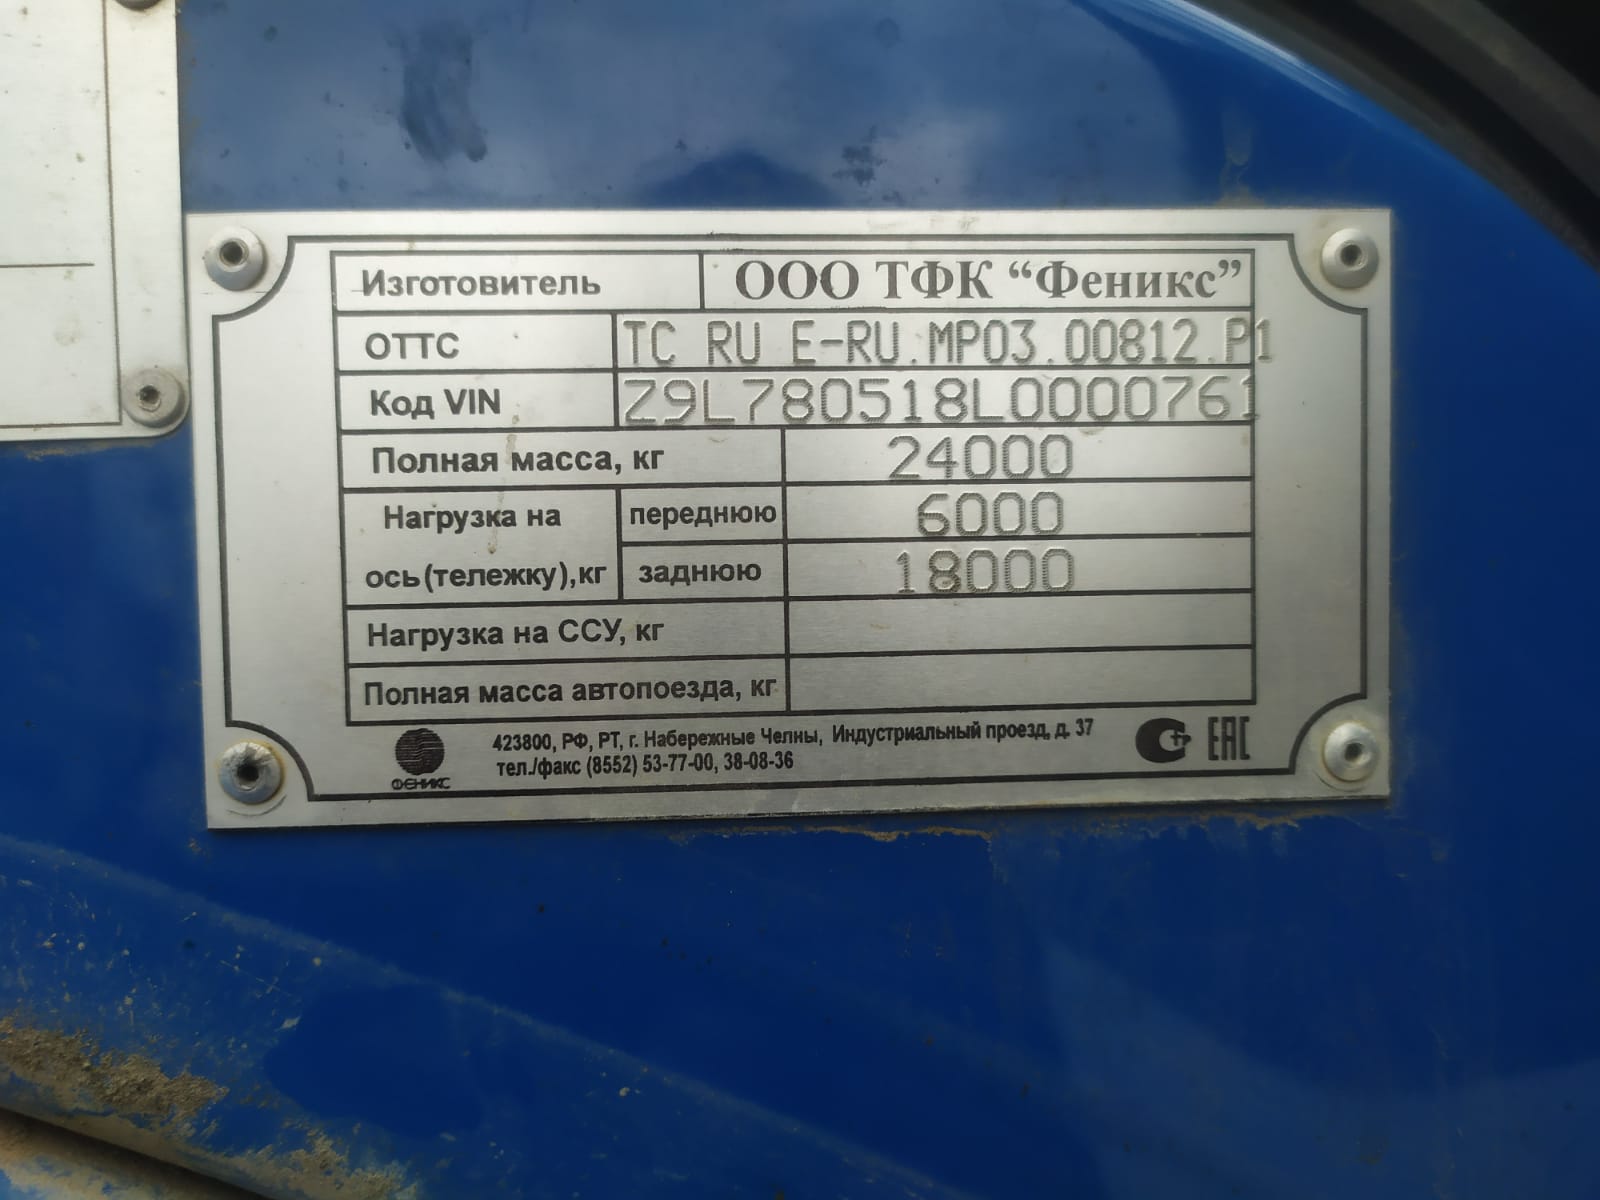 Изготовитель ООО ТФК “Феникс”
ОТТС TC RU E-RU.MP03.00812.P1
Код VIN Z9L780518L0000761
Полная масса, кг 24000
Нагрузка на ось(тележку),кг переднюю 6000
заднюю 18000
Нагрузка на ССУ, кг
Полная масса автопоезда, кг
423800, РФ, РТ, г. Набережные Челны, Индустриальный проезд, д. 37
тел./факс (8552) 53-77-00, 38-08-36
ФЕНИКС
ЕАС